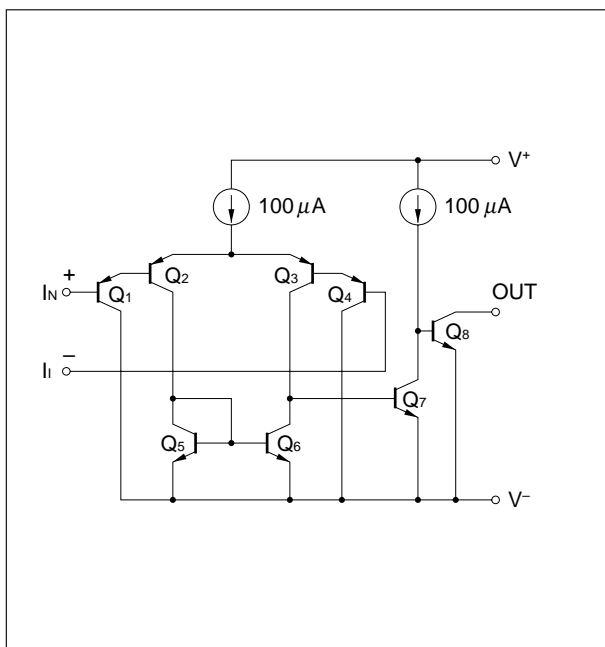 V+
100 μA 100 μA
+
IN Q1 Q2 Q3 Q4 OUT
Q8
−
II Q7
Q5 Q6
V−